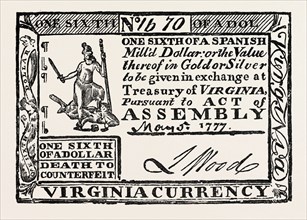 ONE SIXTH No 1670 OF A DOL
ONE SIXTH OF A SPANISH
Mill'd Dollar: or the Value
thereof in Gold or Silver
to be given in exchange at
Treasury of VIRGINIA,
Pursuant to ACT of
ASSEMBLY
May 5th 1777.
ONE SIXTH
OF A DOLLAR
DEATH TO
COUNTERFEIT
J Wood
VIRGINIA CURRENCY